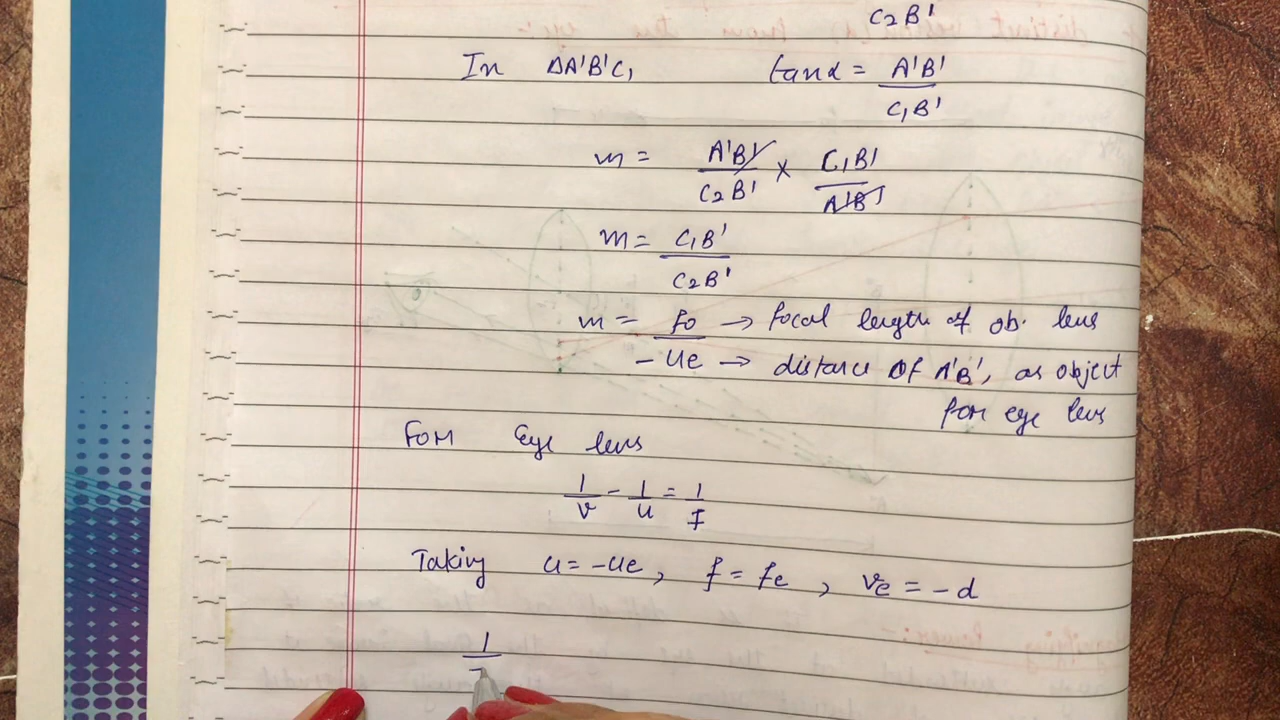 C₂B'
In ΔA'B'C₁ tanα = A'B' / C₁B'
m = A'B' / C₂B' × C₁B' / A'B'
m = C₁B' / C₂B'
m = fo → focal length of ob. lens
-ue → distance of A'B', as object
for eye lens
For Eye lens
1/v - 1/u = 1/f
Taking u = -ue, f = fe, ve = -d
1